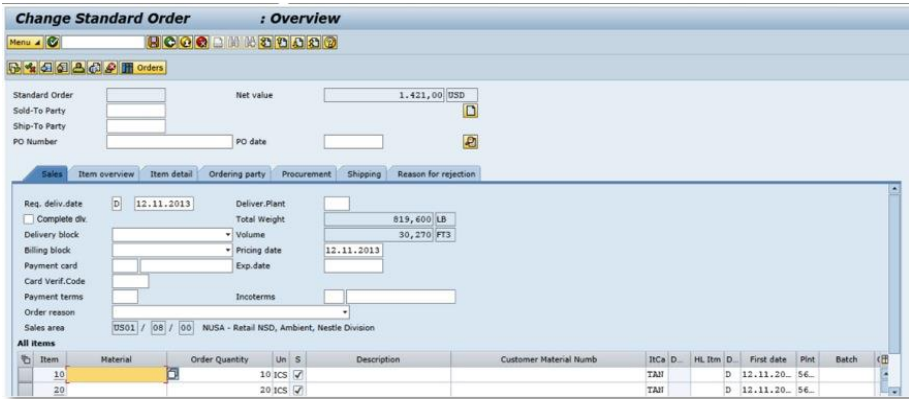 Change Standard Order : Overview
Menu
Orders
Standard Order Net value 1.421,00 USD
Sold-To Party
Ship-To Party
PO Number PO date
Sales Item overview Item detail Ordering party Procurement Shipping Reason for rejection
Req. deliv.date D 12.11.2013 Deliver.Plant
Complete dlv. Total Weight 819,600 LB
Delivery block Volume 30,270 FT3
Billing block Pricing date 12.11.2013
Payment card Exp.date
Card Verif.Code
Payment terms Incoterms
Order reason
Sales area US01 / 08 / 00 NUSA - Retail NSD, Ambient, Nestle Division
All items
Item Material Order Quantity Un S Description Customer Material Numb ItCa D... HL Itm D... First date Plnt Batch
10 10 ICS TAN D 12.11.20... 56...
20 20 ICS TAN D 12.11.20... 56...